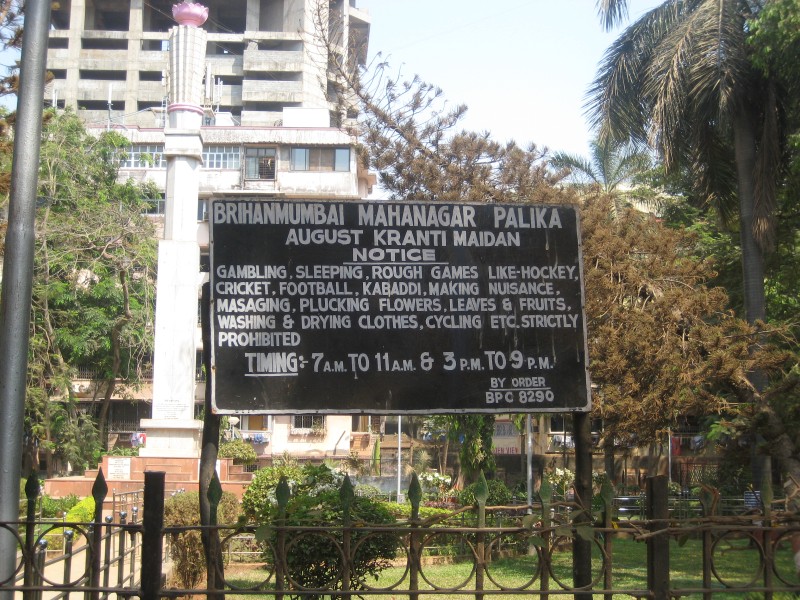 BRIHANMUMBAI MAHANAGAR PALIKA
AUGUST KRANTI MAIDAN
NOTICE
GAMBLING, SLEEPING, ROUGH GAMES LIKE-HOCKEY,
CRICKET, FOOTBALL, KABADDI, MAKING NUISANCE,
MASAGING, PLUCKING FLOWERS, LEAVES & FRUITS,
WASHING & DRYING CLOTHES, CYCLING ETC. STRICTLY
PROHIBITED
TIMING:- 7 A.M. TO 11 A.M. & 3 P.M. TO 9 P.M.
BY ORDER
BPC 8290